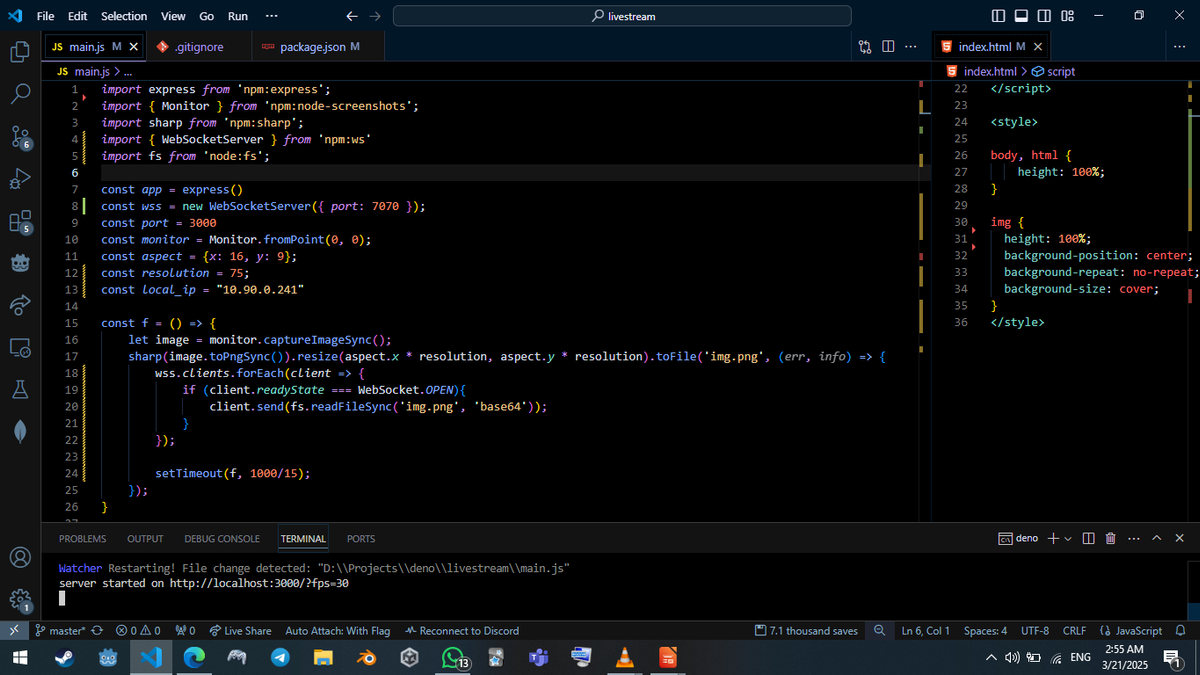 File Edit Selection View Go Run ··· livestream
JS main.js M × .gitignore package.json M ··· index.html M × ···
JS main.js > ... index.html > script
1 import express from 'npm:express';
2 import { Monitor } from 'npm:node-screenshots';
3 import sharp from 'npm:sharp';
4 import { WebSocketServer } from 'npm:ws'
5 import fs from 'node:fs';
6
7 const app = express()
8 const wss = new WebSocketServer({ port: 7070 });
9 const port = 3000
10 const monitor = Monitor.fromPoint(0, 0);
11 const aspect = {x: 16, y: 9};
12 const resolution = 75;
13 const local_ip = "10.90.0.241"
14
15 const f = () => {
16 let image = monitor.captureImageSync();
17 sharp(image.toPngSync()).resize(aspect.x * resolution, aspect.y * resolution).toFile('img.png', (err, info) => {
18 wss.clients.forEach(client => {
19 if (client.readyState === WebSocket.OPEN){
20 client.send(fs.readFileSync('img.png', 'base64'));
21 }
22 });
23
24 setTimeout(f, 1000/15);
25 });
26 }
27
22 </script>
23
24 <style>
25
26 body, html {
27 height: 100%;
28 }
29
30 img {
31 height: 100%;
32 background-position: center;
33 background-repeat: no-repeat;
34 background-size: cover;
35 }
36 </style>
PROBLEMS OUTPUT DEBUG CONSOLE TERMINAL PORTS deno
Watcher Restarting! File change detected: "D:\\Projects\\deno\\livestream\\main.js"
server started on http://localhost:3000/?fps=30
6
5
1
master* 0 0 0 Live Share Auto Attach: With Flag Reconnect to Discord 7.1 thousand saves Ln 6, Col 1 Spaces: 4 UTF-8 CRLF JavaScript
13 ENG 2:55 AM
3/21/2025 1